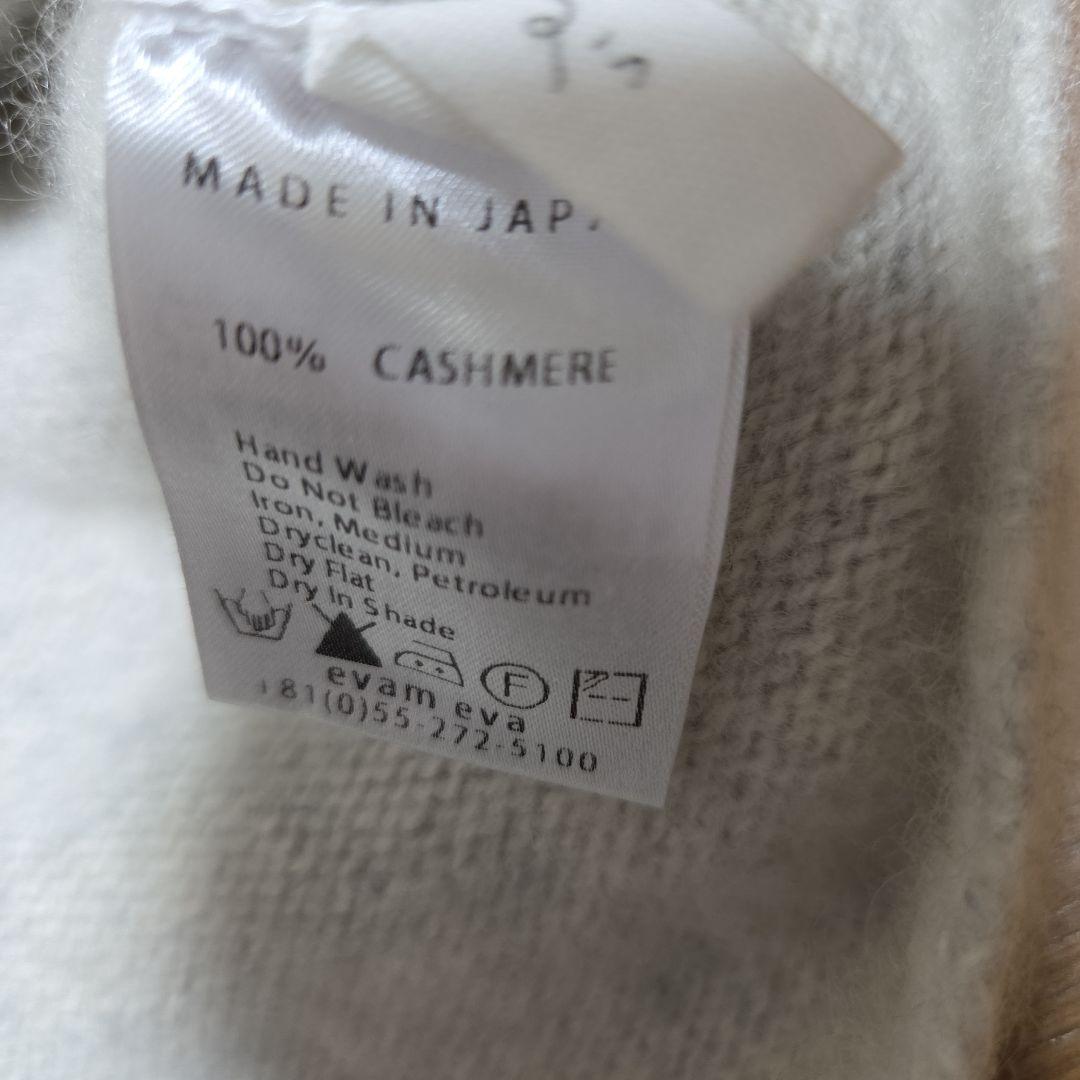 MADE IN JAP
100% CASHMERE
Hand Wash
Do Not Bleach
Iron, Medium
Dryclean, Petroleum
Dry Flat
Dry In Shade
F
evam eva
+81(0)55-272-5100